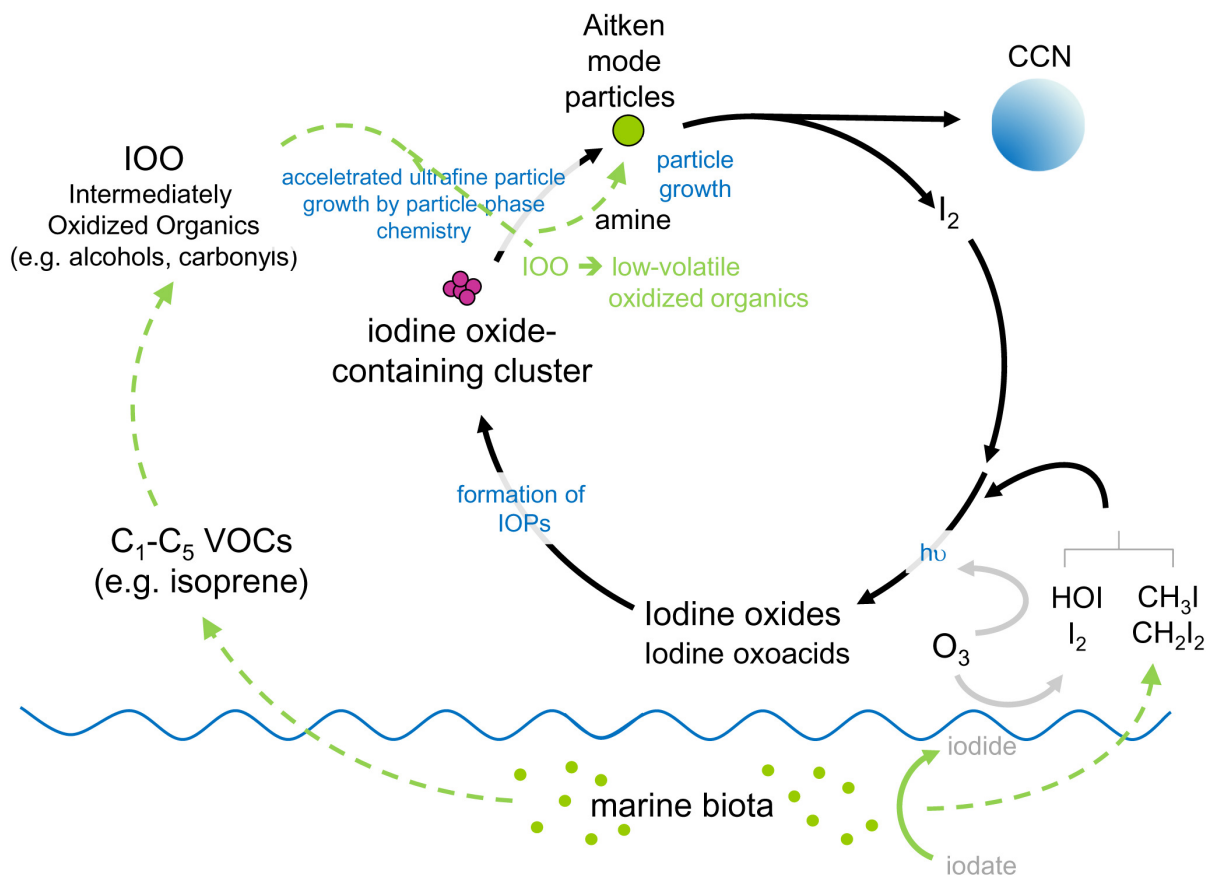 Aitken
mode
particles
CCN
IOO
Intermediately
Oxidized Organics
(e.g. alcohols, carbonyls)
acceletrated ultrafine particle
growth by particle-phase
chemistry
particle
growth
amine
I₂
IOO ➔ low-volatile
oxidized organics
iodine oxide-
containing cluster
formation of
IOPs
C₁-C₅ VOCs
(e.g. isoprene)
hυ
Iodine oxides
Iodine oxoacids
O₃
HOI
I₂
CH₃I
CH₂I₂
iodide
marine biota
iodate